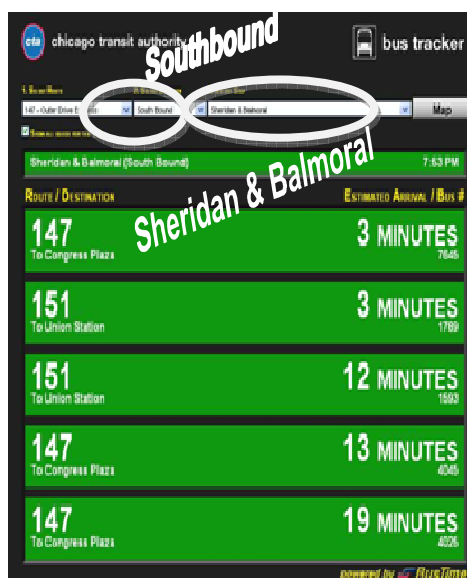 cta chicago transit authority
Southbound
bus tracker
147 - Outer Drive
South Bound
Sheridan & Balmoral
Map
Sheridan & Balmoral (South Bound)
7:53 PM
Sheridan & Balmoral
ROUTE / DESTINATION
ESTIMATED ARRIVAL / BUS #
147
3 MINUTES
To Congress Plaza
7645
151
3 MINUTES
To Union Station
1789
151
12 MINUTES
To Union Station
1593
147
13 MINUTES
To Congress Plaza
4045
147
19 MINUTES
To Congress Plaza
4026
powered by BUSTIME